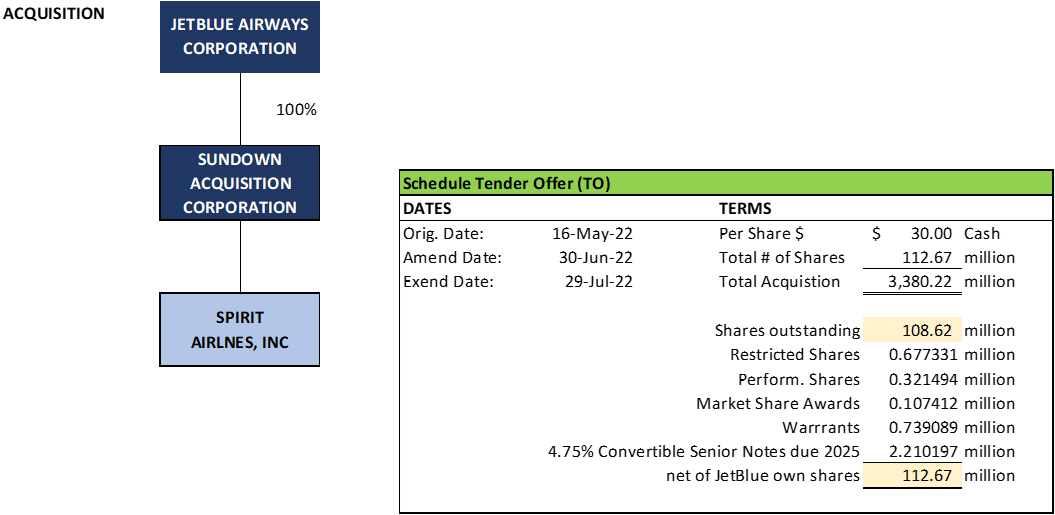 ACQUISITION
JETBLUE AIRWAYS
CORPORATION
100%
SUNDOWN
ACQUISITION
CORPORATION
SPIRIT
AIRLNES, INC
Schedule Tender Offer (TO)
DATES TERMS
Orig. Date: 16-May-22 Per Share $ $ 30.00 Cash
Amend Date: 30-Jun-22 Total # of Shares 112.67 million
Exend Date: 29-Jul-22 Total Acquistion 3,380.22 million
Shares outstanding 108.62 million
Restricted Shares 0.677331 million
Perform. Shares 0.321494 million
Market Share Awards 0.107412 million
Warrrants 0.739089 million
4.75% Convertible Senior Notes due 2025 2.210197 million
net of JetBlue own shares 112.67 million